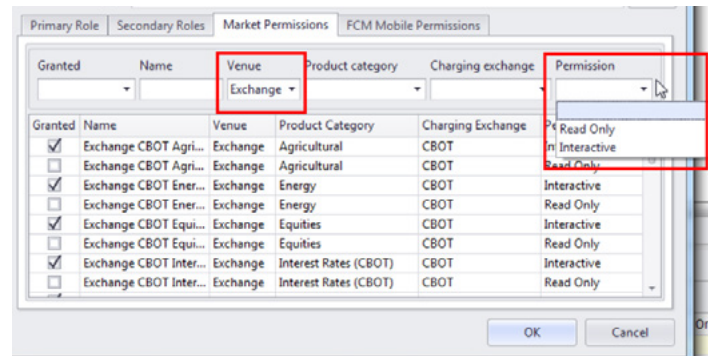 Primary Role Secondary Roles Market Permissions FCM Mobile Permissions
Granted Name Venue Product category Charging exchange Permission
Exchange
Read Only
Interactive
Granted Name Venue Product Category Charging Exchange
Exchange CBOT Agri... Exchange Agricultural CBOT
Exchange CBOT Agri... Exchange Agricultural CBOT Read Only
Exchange CBOT Ener... Exchange Energy CBOT Interactive
Exchange CBOT Ener... Exchange Energy CBOT Read Only
Exchange CBOT Equi... Exchange Equities CBOT Interactive
Exchange CBOT Equi... Exchange Equities CBOT Read Only
Exchange CBOT Inter... Exchange Interest Rates (CBOT) CBOT Interactive
Exchange CBOT Inter... Exchange Interest Rates (CBOT) CBOT Read Only
OK Cancel